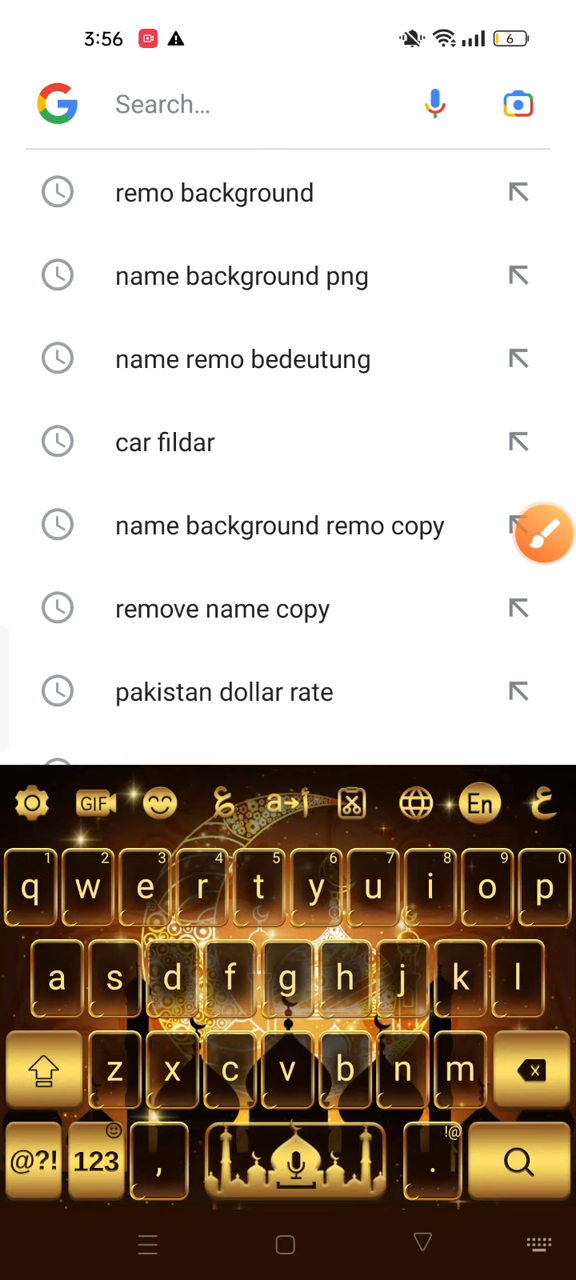 3:56 6
Search…
remo background
name background png
name remo bedeutung
car fildar
name background remo copy
remove name copy
pakistan dollar rate
GIF ع a→أ En ع
1 2 3 4 5 6 7 8 9 0
q w e r t y u i o p
a s d f g h j k l
z x c v b n m
@?! 123 , . !@